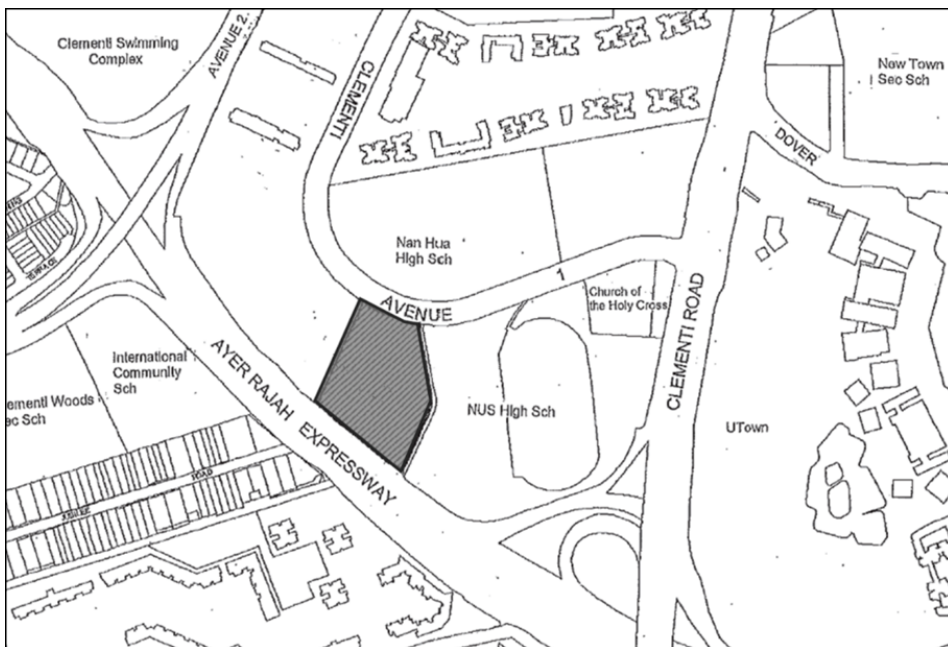 Clementi Swimming
Complex
AVENUE 2
CLEMENTI
New Town
Sec Sch
DOVER
Nan Hua
High Sch
AVENUE
1
Church of
the Holy Cross
CLEMENTI ROAD
International
Community
Sch
AYER RAJAH EXPRESSWAY
lementi Woods
ec Sch
NUS High Sch
UTown
ROAD